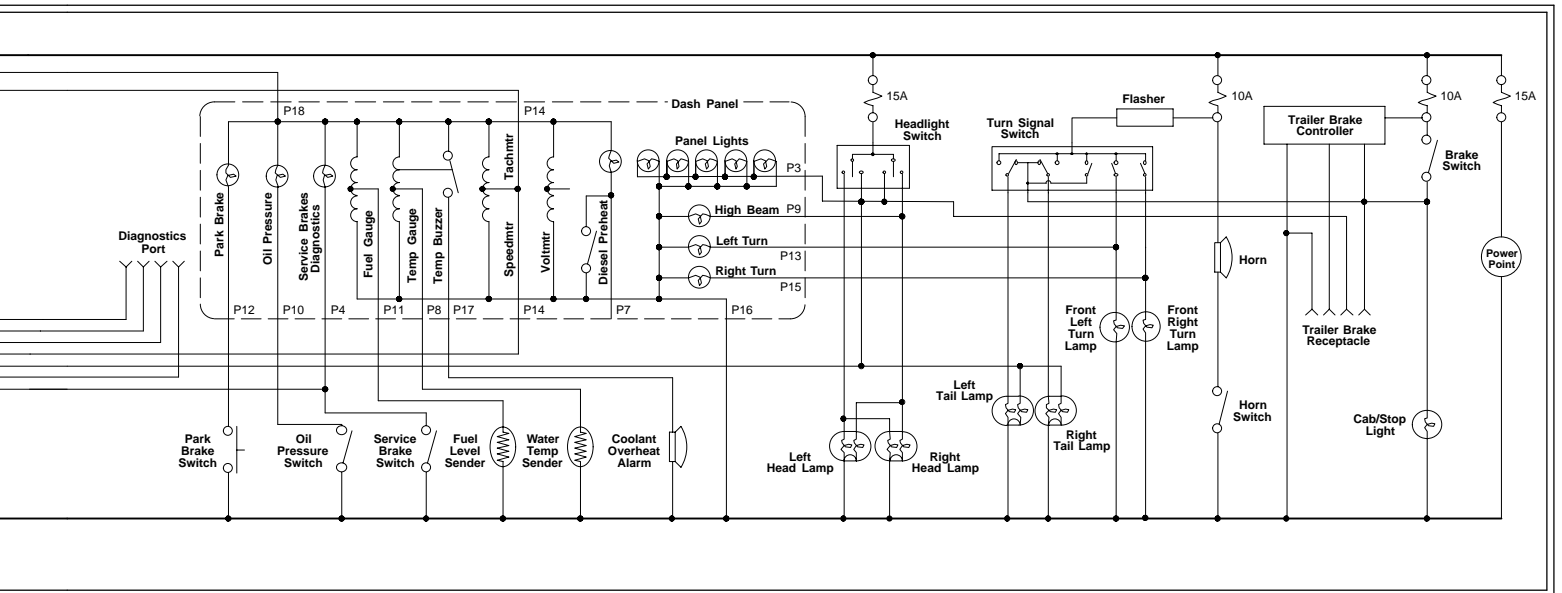 Dash Panel
P18
P14
Panel Lights
P3
High Beam
P9
Left Turn
P13
Right Turn
P15
Park Brake
Oil Pressure
Service Brakes
Diagnostics
Fuel Gauge
Temp Gauge
Temp Buzzer
Tachmtr
Speedmtr
Voltmtr
Diesel Preheat
P12
P10
P4
P11
P8
P17
P14
P7
P16
Diagnostics
Port
15A
Headlight
Switch
Turn Signal
Switch
Flasher
10A
Trailer Brake
Controller
10A
15A
Brake
Switch
Horn
Power
Point
Front
Left
Turn
Lamp
Front
Right
Turn
Lamp
Trailer Brake
Receptacle
Left
Tail Lamp
Right
Tail Lamp
Horn
Switch
Cab/Stop
Light
Park
Brake
Switch
Oil
Pressure
Switch
Service
Brake
Switch
Fuel
Level
Sender
Water
Temp
Sender
Coolant
Overheat
Alarm
Left
Head Lamp
Right
Head Lamp